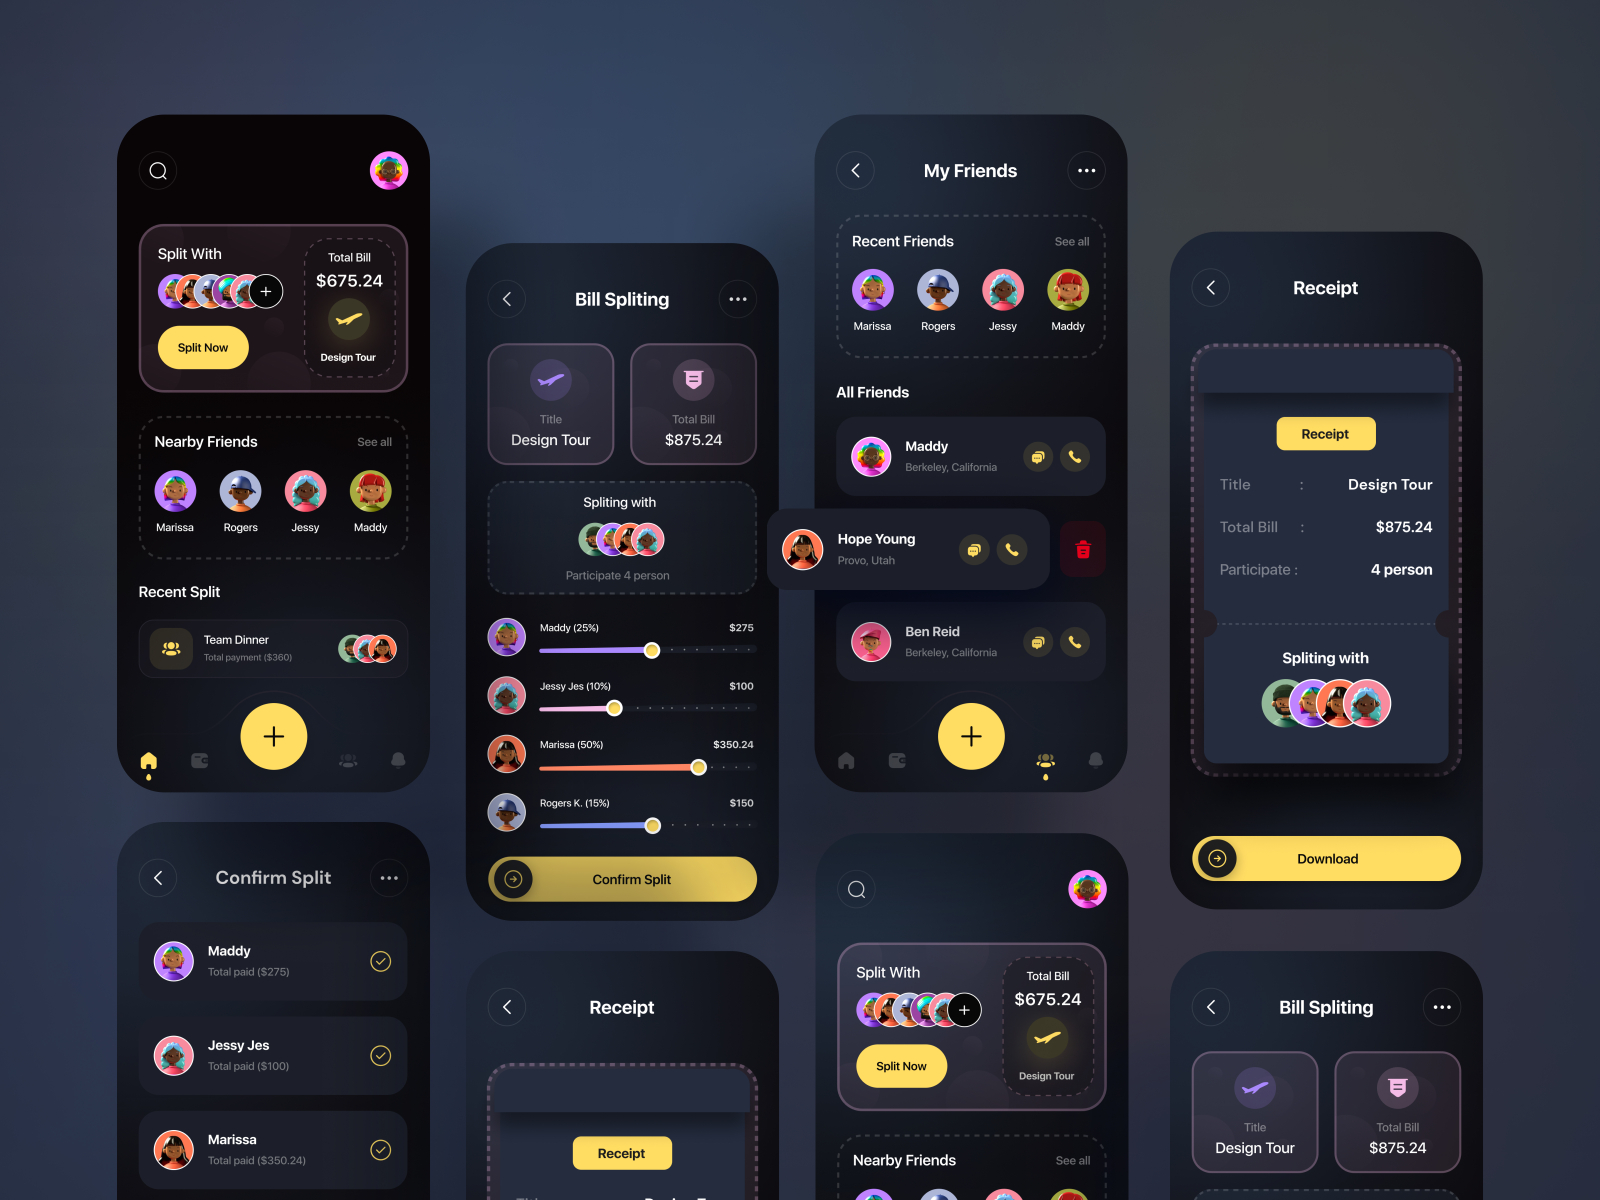 Split With
Total Bill
$675.24
Split Now
Design Tour
Nearby Friends
See all
Marissa
Rogers
Jessy
Maddy
Recent Split
Team Dinner
Total payment ($360)
Bill Spliting
Title
Design Tour
Total Bill
$875.24
Spliting with
Participate 4 person
Maddy (25%)
$275
Jessy Jes (10%)
$100
Marissa (50%)
$350.24
Rogers K. (15%)
$150
Confirm Split
My Friends
Recent Friends
See all
Marissa
Rogers
Jessy
Maddy
All Friends
Maddy
Berkeley, California
Hope Young
Provo, Utah
Ben Reid
Berkeley, California
Receipt
Receipt
Title : Design Tour
Total Bill : $875.24
Participate : 4 person
Spliting with
Download
Confirm Split
Maddy
Total paid ($275)
Jessy Jes
Total paid ($100)
Marissa
Total paid ($350.24)
Receipt
Receipt
Split With
Total Bill
$675.24
Split Now
Design Tour
Nearby Friends
See all
Bill Spliting
Title
Design Tour
Total Bill
$875.24